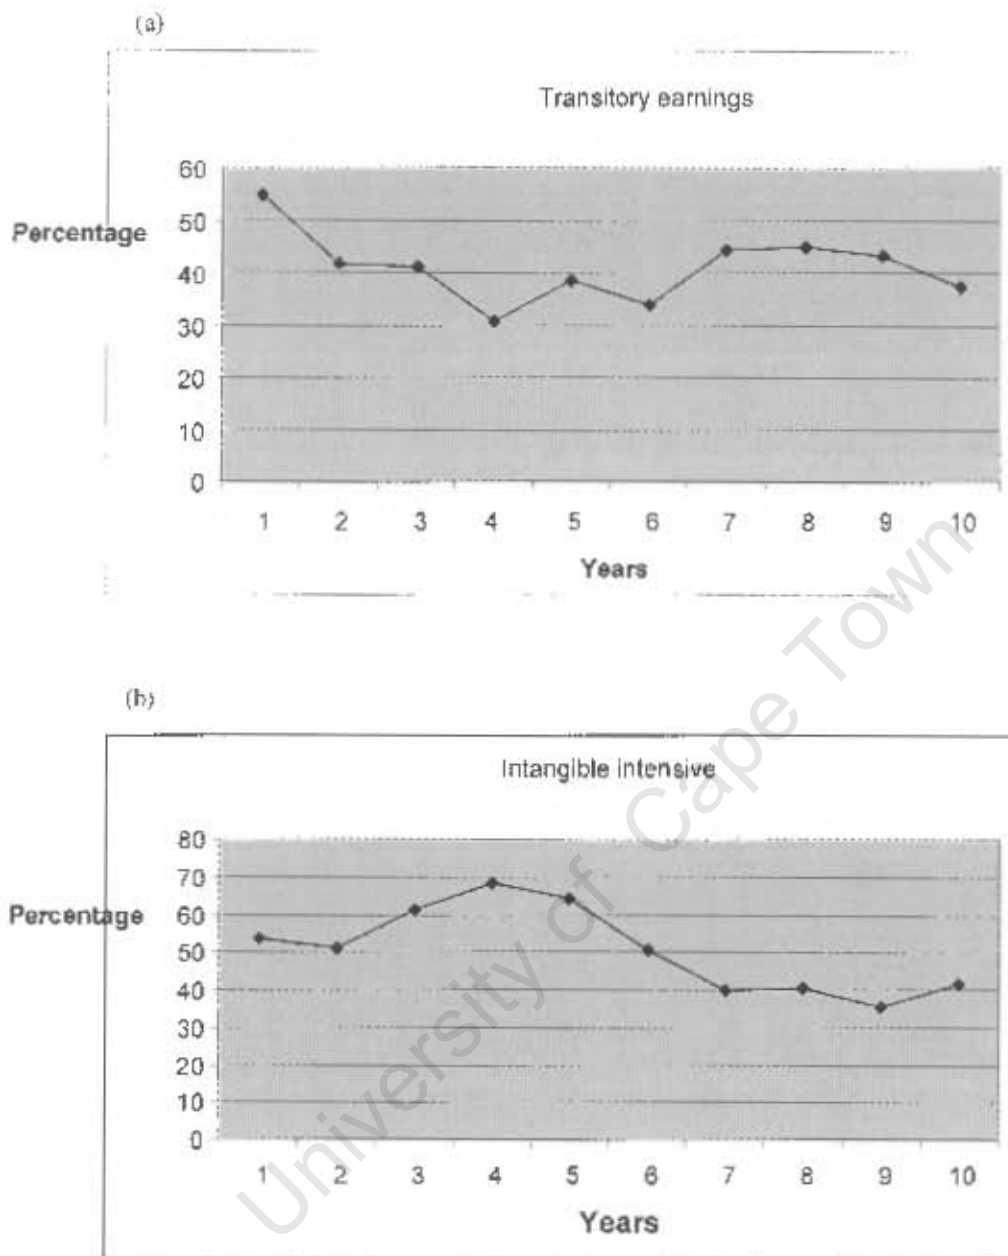 (a)
Transitory earnings
60
50
Percentage
40
30
20
10
0
1 2 3 4 5 6 7 8 9 10
Years
(b)
Intangible intensive
80
70
60
Percentage
50
40
30
20
10
0
1 2 3 4 5 6 7 8 9 10
Years
University of Cape Town